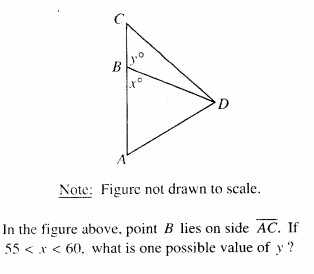 C
y°
B
x°
D
A
Note: Figure not drawn to scale.
In the figure above, point B lies on side AC. If
55 < x < 60, what is one possible value of y ?